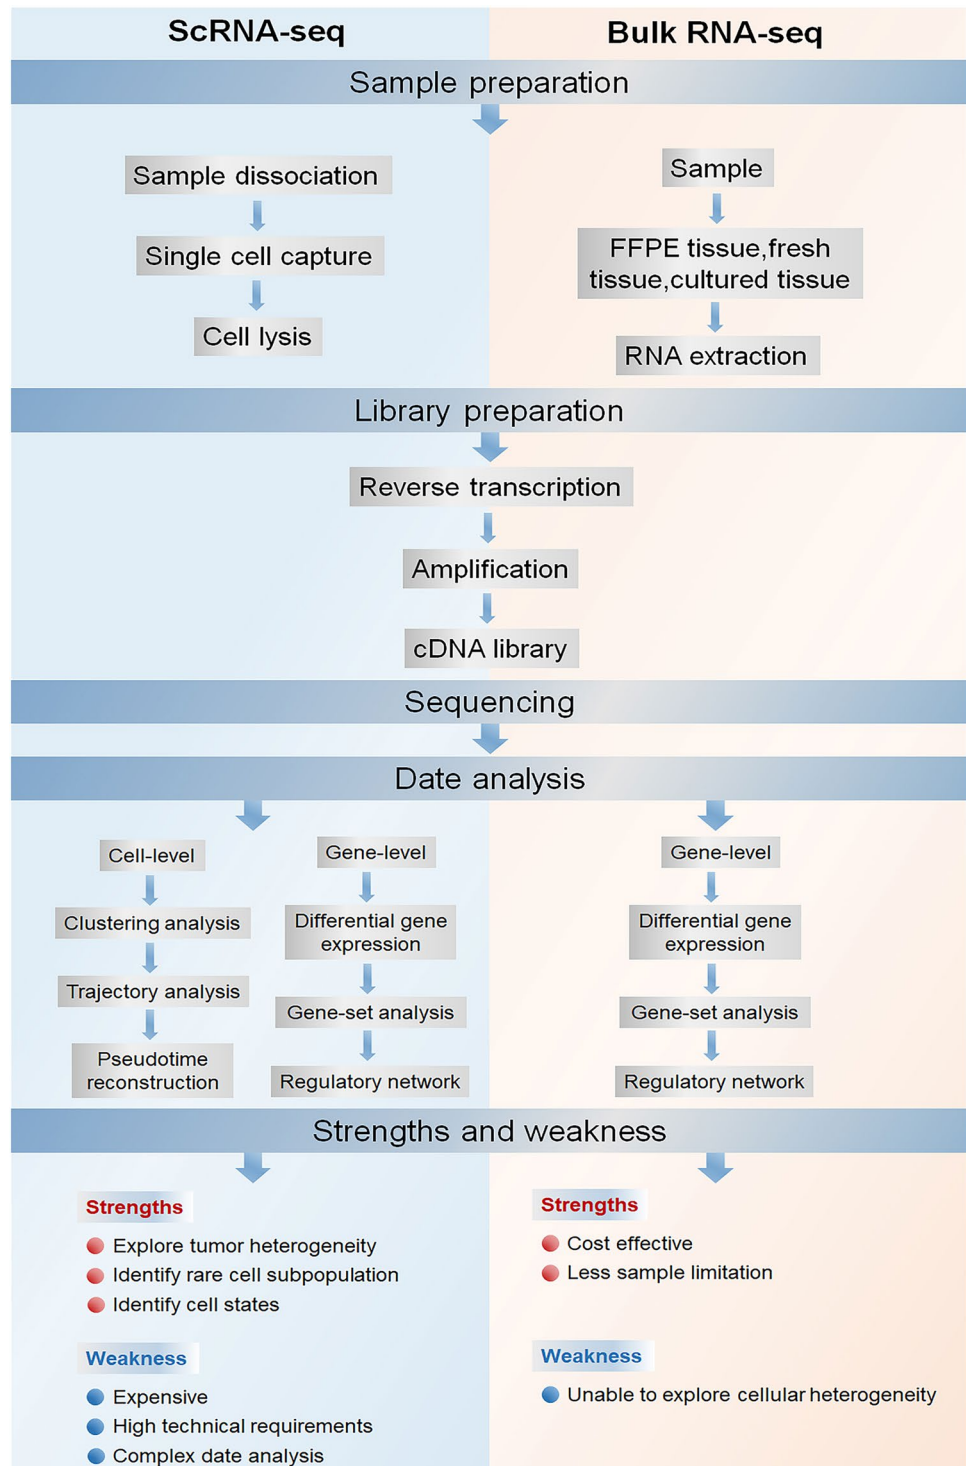 ScRNA-seq
Bulk RNA-seq
Sample preparation
Sample dissociation
Single cell capture
Cell lysis
Sample
FFPE tissue,fresh
tissue,cultured tissue
RNA extraction
Library preparation
Reverse transcription
Amplification
cDNA library
Sequencing
Date analysis
Cell-level
Clustering analysis
Trajectory analysis
Pseudotime
reconstruction
Gene-level
Differential gene
expression
Gene-set analysis
Regulatory network
Gene-level
Differential gene
expression
Gene-set analysis
Regulatory network
Strengths and weakness
Strengths
Explore tumor heterogeneity
Identify rare cell subpopulation
Identify cell states
Weakness
Expensive
High technical requirements
Complex date analysis
Strengths
Cost effective
Less sample limitation
Weakness
Unable to explore cellular heterogeneity